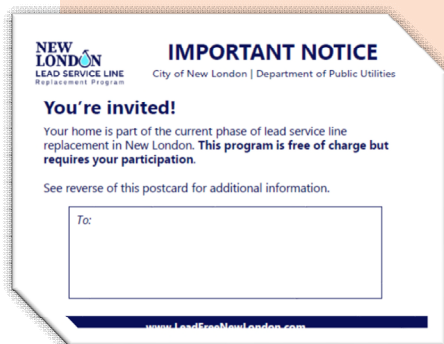 NEW
LONDON
LEAD SERVICE LINE
Replacement Program
IMPORTANT NOTICE
City of New London | Department of Public Utilities
You're invited!
Your home is part of the current phase of lead service line
replacement in New London. This program is free of charge but
requires your participation.
See reverse of this postcard for additional information.
To:
www.LeadFreeNewLondon.com